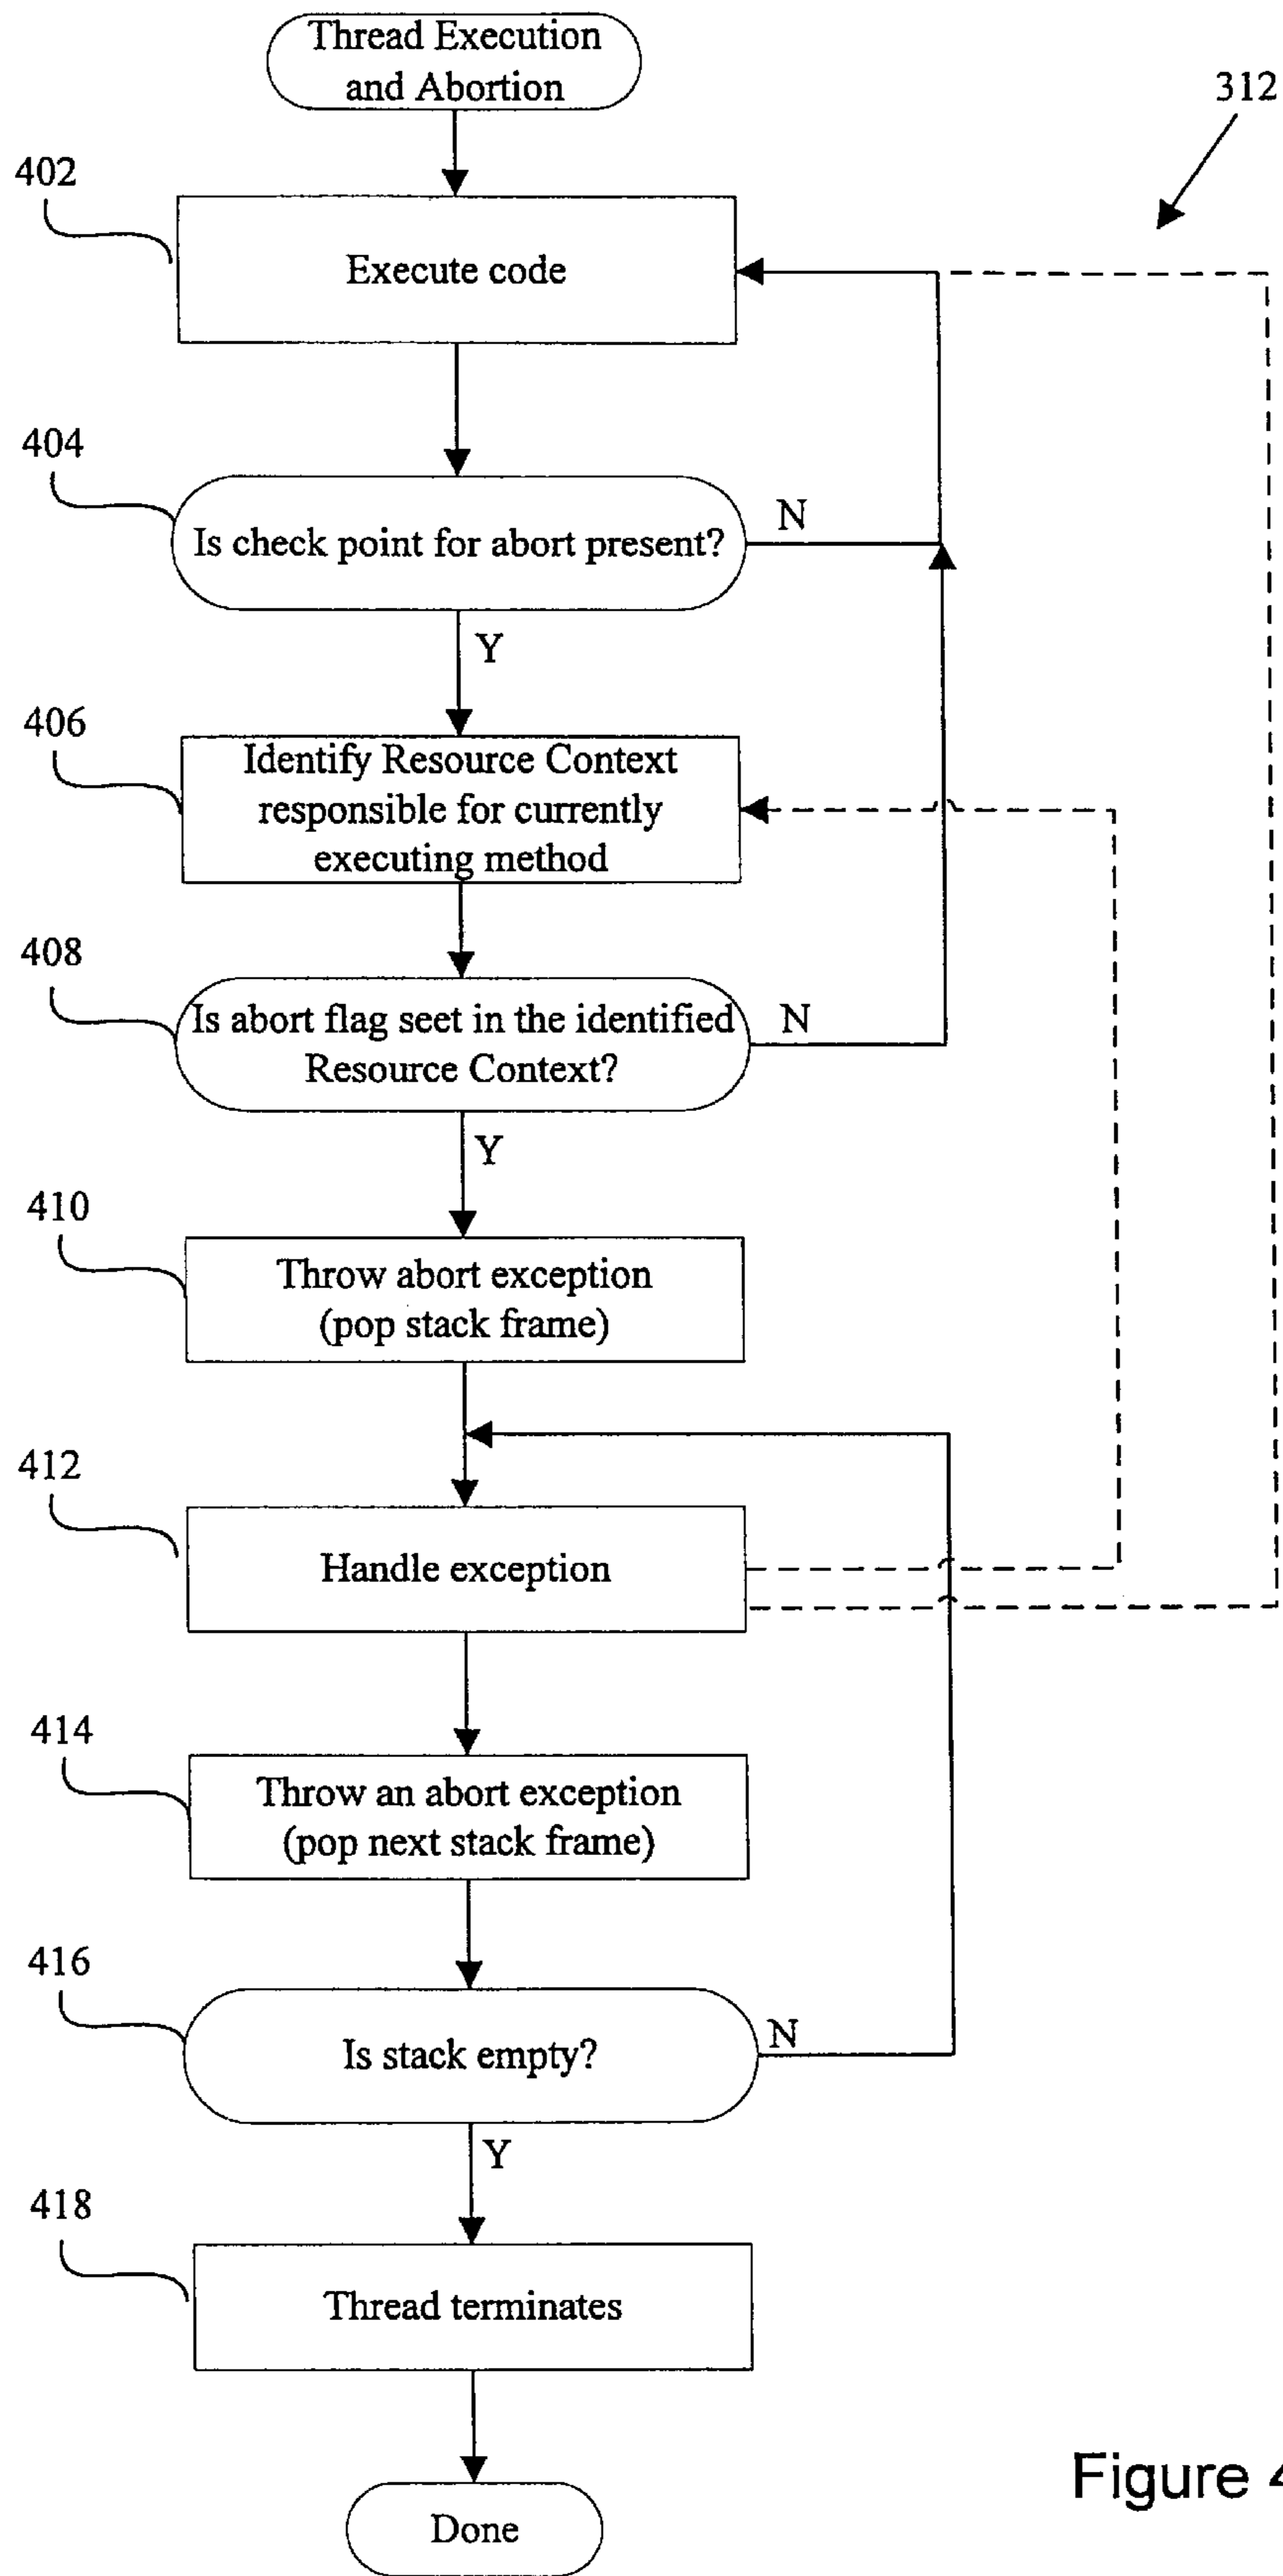 Thread Execution
and Abortion
312
402
Execute code
404
Is check point for abort present?
N
Y
406
Identify Resource Context
responsible for currently
executing method
408
Is abort flag seet in the identified
Resource Context?
N
Y
410
Throw abort exception
(pop stack frame)
412
Handle exception
414
Throw an abort exception
(pop next stack frame)
416
Is stack empty?
N
Y
418
Thread terminates
Done
Figure 4